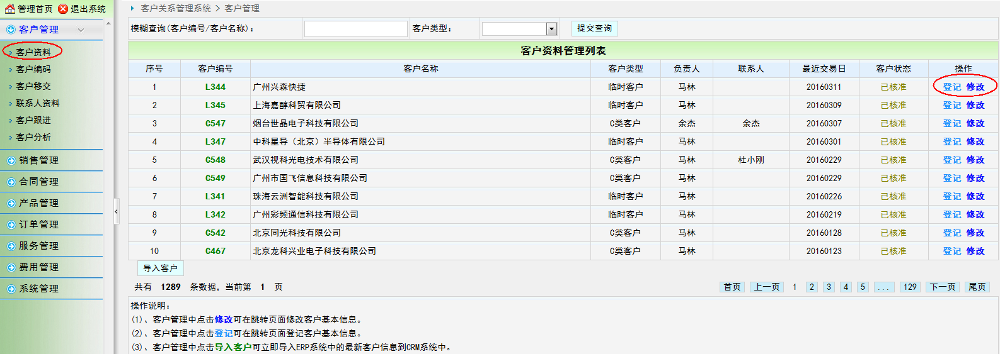 管理首页 退出系统
客户管理
客户资料
客户编码
客户移交
联系人资料
客户跟进
客户分析
销售管理
合同管理
产品管理
订单管理
服务管理
费用管理
系统管理
客户关系管理系统 > 客户管理
模糊查询(客户编号/客户名称)： 客户类型： 提交查询
客户资料管理列表
序号 客户编号 客户名称 客户类型 负责人 联系人 最近交易日 客户状态 操作
1 L344 广州兴森快捷 临时客户 马林 20160311 已核准 登记 修改
2 L345 上海嘉醇科贸有限公司 临时客户 马林 20160309 已核准 登记 修改
3 C547 烟台世晶电子科技有限公司 C类客户 余杰 余杰 20160307 已核准 登记 修改
4 L347 中科星导（北京）半导体有限公司 临时客户 马林 20160301 已核准 登记 修改
5 C548 武汉视科光电技术有限公司 C类客户 马林 杜小刚 20160229 已核准 登记 修改
6 C549 广州市国飞信息科技有限公司 C类客户 马林 20160229 已核准 登记 修改
7 L341 珠海云洲智能科技有限公司 临时客户 马林 20160226 已核准 登记 修改
8 L342 广州彩频通信科技有限公司 临时客户 马林 20160219 已核准 登记 修改
9 C542 北京同光科技有限公司 C类客户 马林 20160128 已核准 登记 修改
10 C467 北京龙科兴业电子科技有限公司 C类客户 马林 20160123 已核准 登记 修改
导入客户
共有 1289 条数据，当前第 1 页 首页 上一页 1 2 3 4 5 ... 129 下一页 尾页
操作说明：
(1)、客户管理中点击修改可在跳转页面修改客户基本信息。
(2)、客户管理中点击登记可在跳转页面登记客户基本信息。
(3)、客户管理中点击导入客户可立即导入ERP系统中的最新客户信息到CRM系统中。